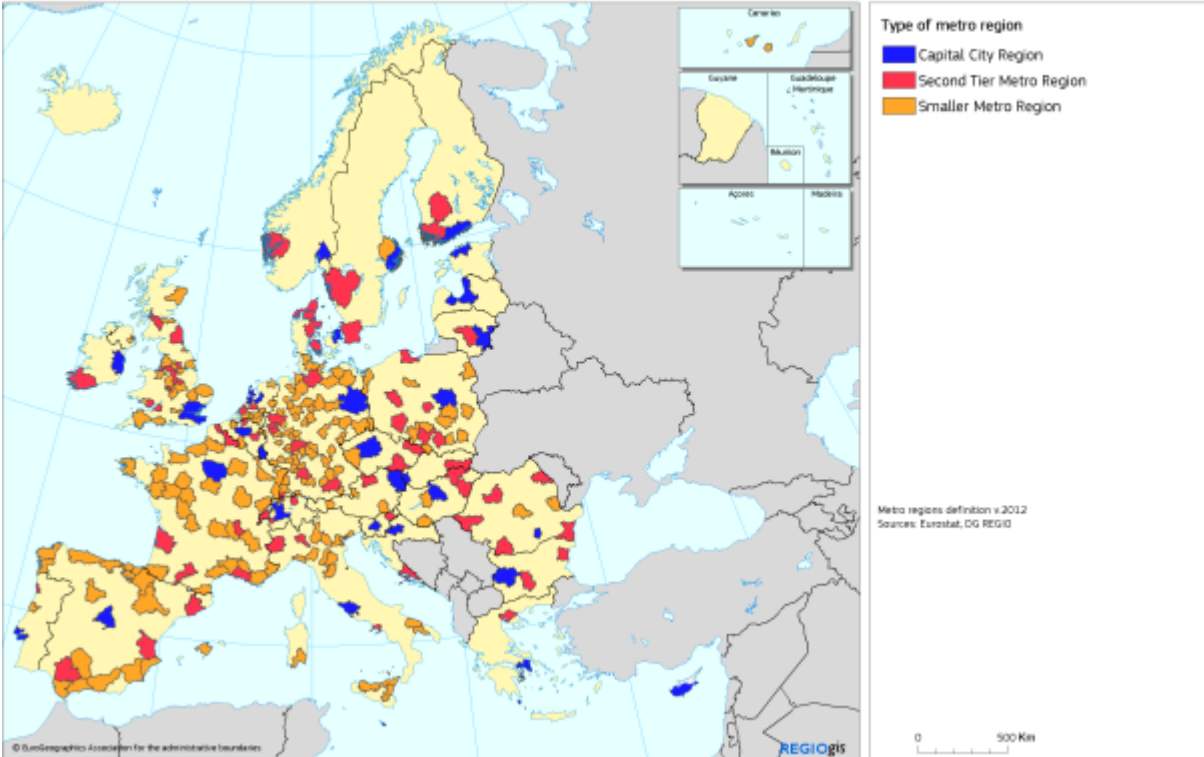 Canarias
Guyane
Guadeloupe
Martinique
Réunion
Açores
Madeira
© EuroGeographics Association for the administrative boundaries
REGIOgis
Type of metro region
Capital City Region
Second Tier Metro Region
Smaller Metro Region
Metro regions definition v.2012
Sources: Eurostat, DG REGIO
0 500 Km